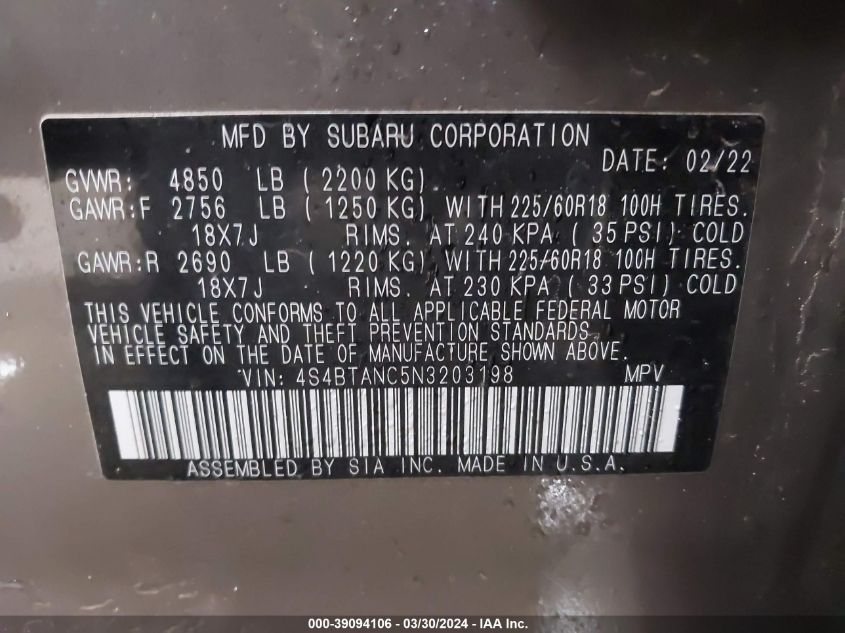 MFD BY SUBARU CORPORATION
DATE: 02/22
GVWR: 4850 LB ( 2200 KG).
GAWR:F 2756 LB ( 1250 KG) WITH 225/60R18 100H TIRES.
18X7J RIMS. AT 240 KPA ( 35 PSI) COLD
GAWR:R 2690 LB ( 1220 KG) WITH 225/60R18 100H TIRES.
18X7J RIMS. AT 230 KPA ( 33 PSI) COLD
THIS VEHICLE CONFORMS TO ALL APPLICABLE FEDERAL MOTOR
VEHICLE SAFETY AND THEFT PREVENTION STANDARDS
IN EFFECT ON THE DATE OF MANUFACTURE SHOWN ABOVE.
VIN: 4S4BTANC5N3203198 MPV
ASSEMBLED BY SIA INC. MADE IN U.S.A.
000-39094106 - 03/30/2024 - IAA Inc.